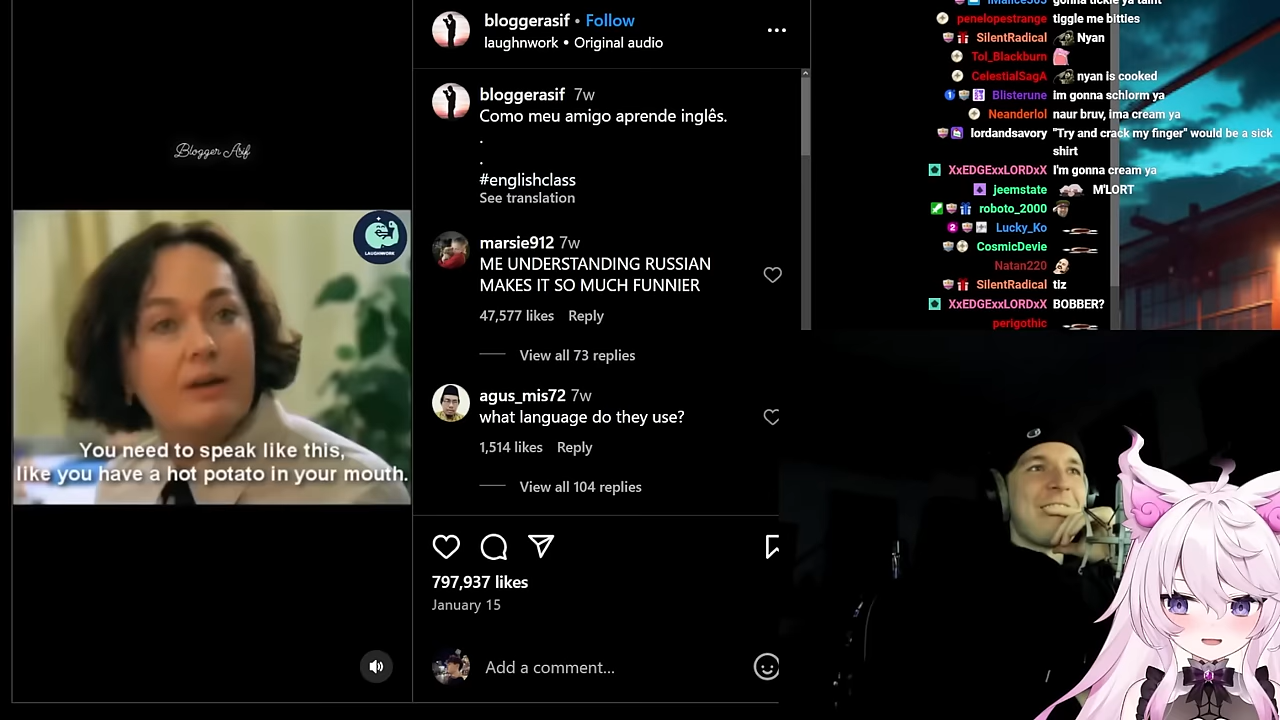 Blogger Asif
LAUGHNWORK
You need to speak like this,
like you have a hot potato in your mouth.
bloggerasif • Follow
laughnwork • Original audio
bloggerasif 7w
Como meu amigo aprende inglês.
.
.
#englishclass
See translation
marsie912 7w
ME UNDERSTANDING RUSSIAN
MAKES IT SO MUCH FUNNIER
47,577 likes Reply
View all 73 replies
agus_mis72 7w
what language do they use?
1,514 likes Reply
View all 104 replies
797,937 likes
January 15
Add a comment...
gonna tickle ya taint
penelopestrange tiggle me bitties
SilentRadical Nyan
Tol_Blackburn
CelestialSagA nyan is cooked
Blisterune im gonna schlorm ya
Neanderlol naur bruv, ima cream ya
lordandsavory "Try and crack my finger" would be a sick
shirt
XxEDGExxLORDxX I'm gonna cream ya
jeemstate M'LORT
roboto_2000
Lucky_Ko
CosmicDevie
Natan220
SilentRadical tiz
XxEDGExxLORDxX BOBBER?
perigothic